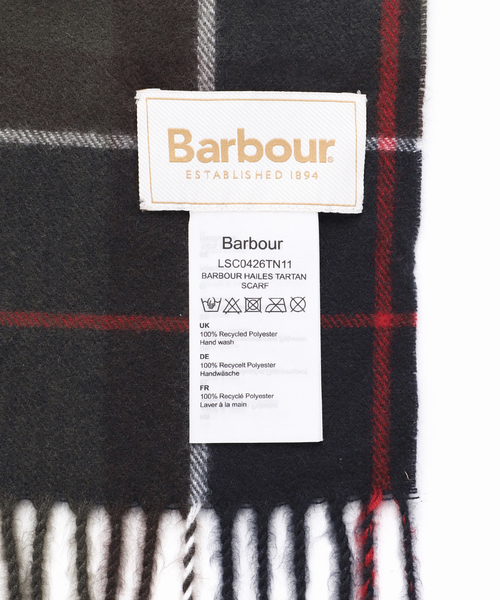 Barbour
ESTABLISHED 1894
Barbour
LSC0426TN11
BARBOUR HAILES TARTAN
SCARF
UK
100% Recycled Polyester
Hand wash
DE
100% Recycelt Polyester
Handwäsche
FR
100% Recyclé Polyester
Laver à la main